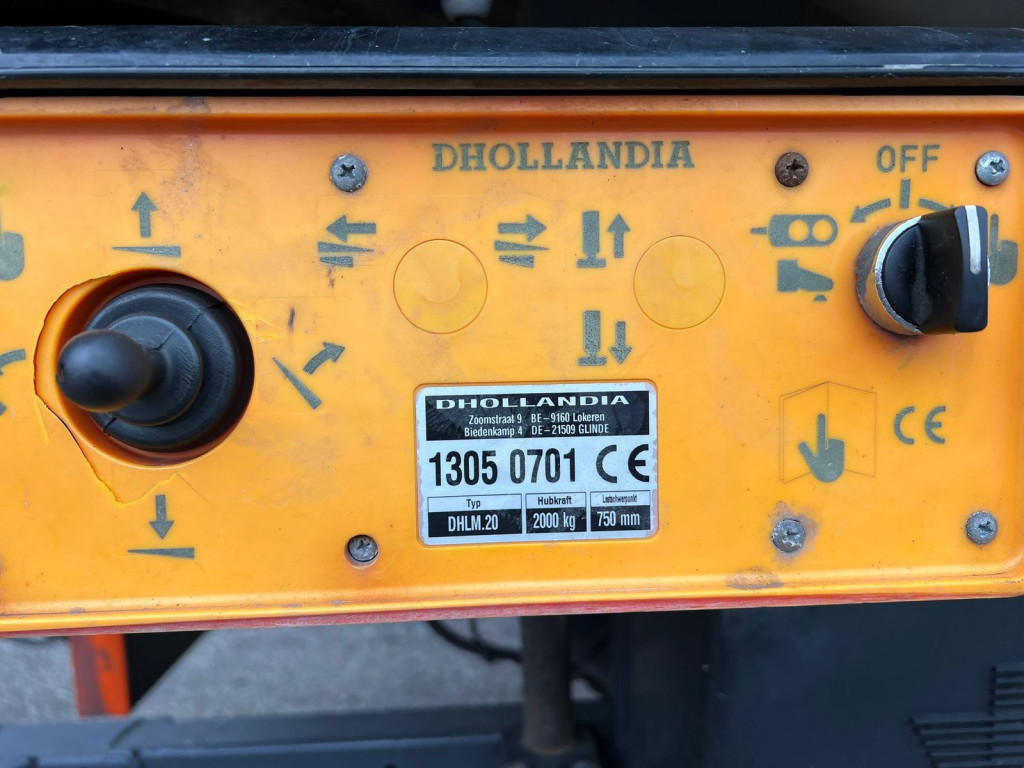 DHOLLANDIA
OFF
DHOLLANDIA
Zoomstraat 9 BE-9160 Lokeren
Biedenkamp 4 DE-21509 GLINDE
1305 0701 CE
Typ Hubkraft Lastschwerpunkt
DHLM.20 2000 kg 750 mm
CE